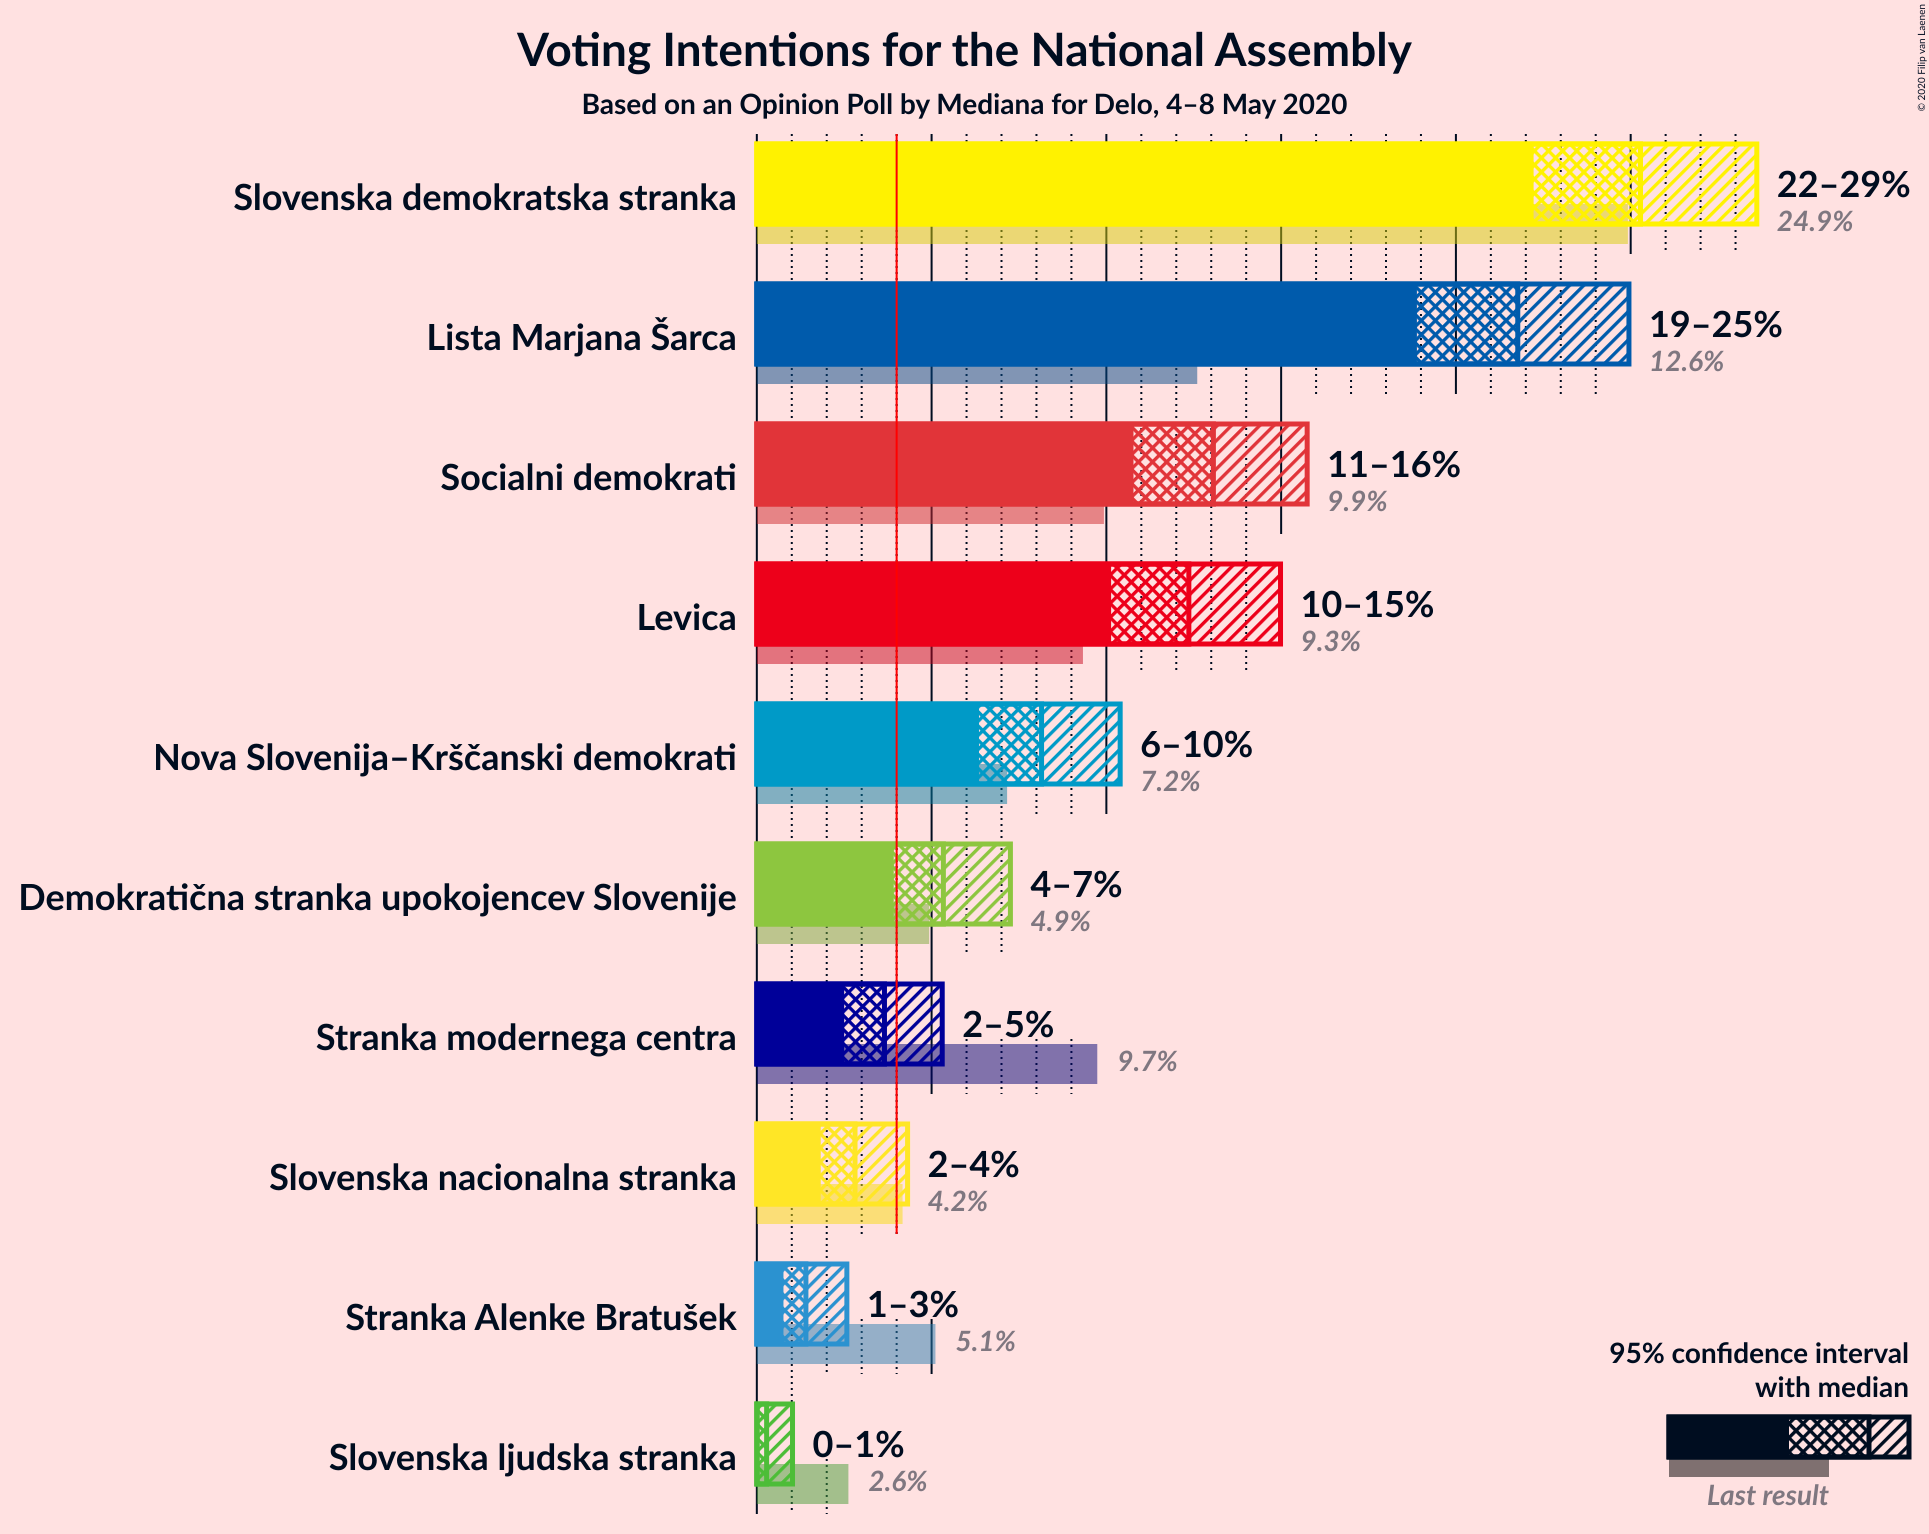 Voting Intentions for the National Assembly
Based on an Opinion Poll by Mediana for Delo, 4–8 May 2020
© 2020 Filip van Laenen
Slovenska demokratska stranka
22–29%
24.9%
Lista Marjana Šarca
19–25%
12.6%
Socialni demokrati
11–16%
9.9%
Levica
10–15%
9.3%
Nova Slovenija–Krščanski demokrati
6–10%
7.2%
Demokratična stranka upokojencev Slovenije
4–7%
4.9%
Stranka modernega centra
2–5%
9.7%
Slovenska nacionalna stranka
2–4%
4.2%
Stranka Alenke Bratušek
1–3%
5.1%
Slovenska ljudska stranka
0–1%
2.6%
95% confidence interval
with median
Last result